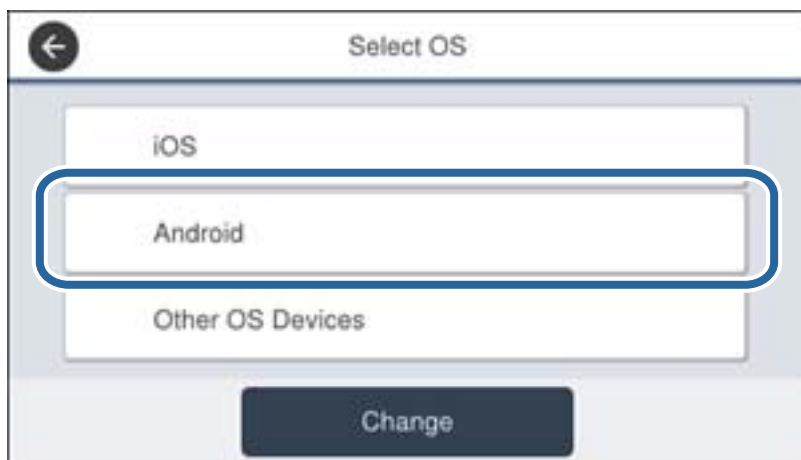 Select OS
iOS
Android
Other OS Devices
Change